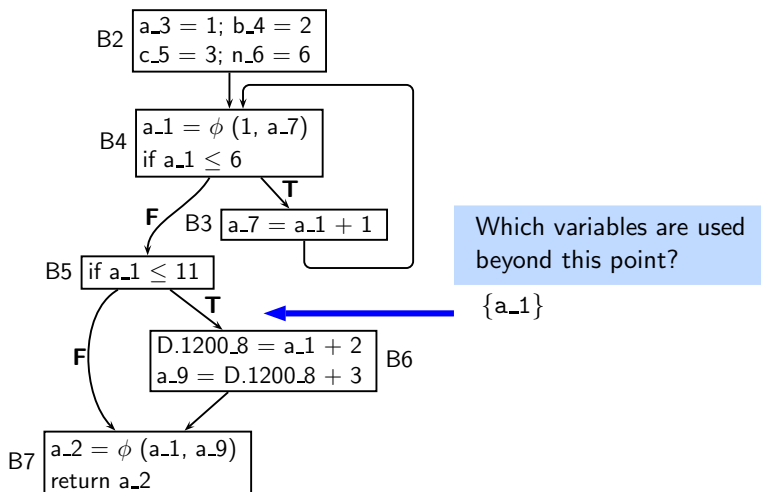 B2
a_3 = 1; b_4 = 2
c_5 = 3; n_6 = 6
B4
a_1 = ϕ (1, a_7)
if a_1 ≤ 6
F
T
B3
a_7 = a_1 + 1
Which variables are used
beyond this point?
{a_1}
B5
if a_1 ≤ 11
T
F
D.1200_8 = a_1 + 2
a_9 = D.1200_8 + 3
B6
B7
a_2 = ϕ (a_1, a_9)
return a_2